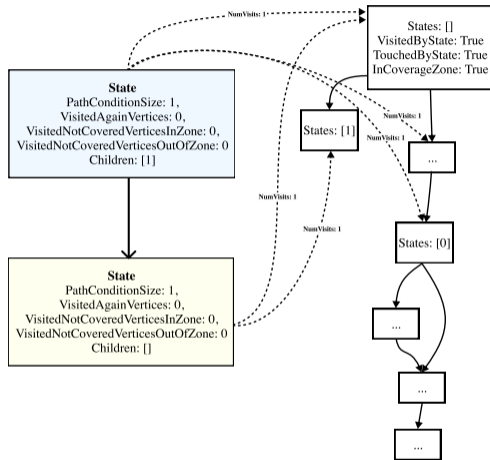 NumVisits: 1
States: []
VisitedByState: True
TouchedByState: True
InCoverageZone: True
State
PathConditionSize: 1,
VisitedAgainVertices: 0,
VisitedNotCoveredVerticesInZone: 0,
VisitedNotCoveredVerticesOutOfZone: 0
Children: [1]
NumVisits: 1
States: [1]
NumVisits: 1
...
NumVisits: 1
NumVisits: 1
States: [0]
State
PathConditionSize: 1,
VisitedAgainVertices: 0,
VisitedNotCoveredVerticesInZone: 0,
VisitedNotCoveredVerticesOutOfZone: 0
Children: []
...
...
...